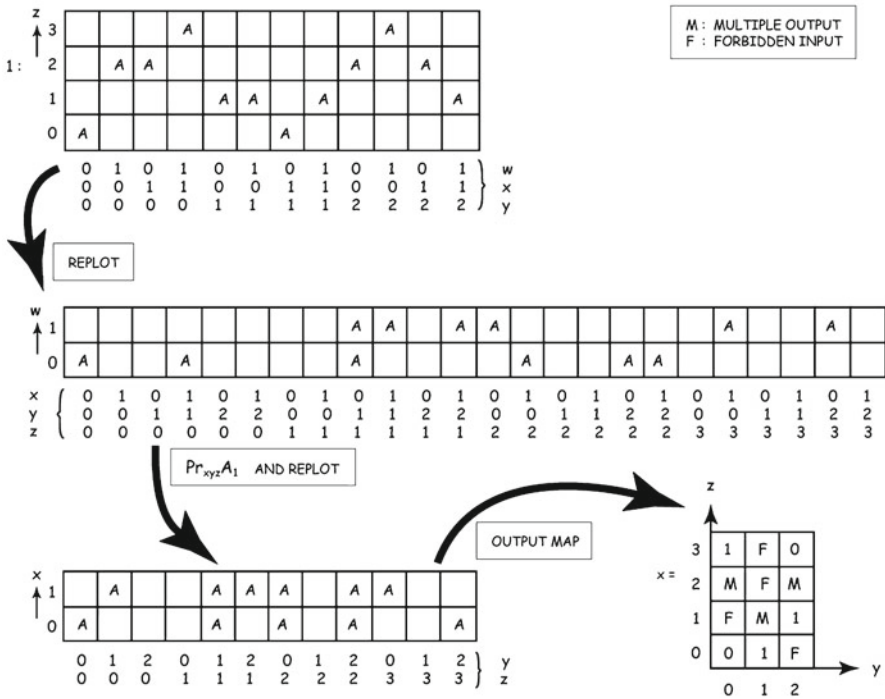 z
3 A A
M : MULTIPLE OUTPUT
F : FORBIDDEN INPUT
1 : 2 A A A A
1 A A A A
0 A A
0 1 0 1 0 1 0 1 0 1 0 1 w
0 0 1 1 0 0 1 1 0 0 1 1 x
0 0 0 0 1 1 1 1 2 2 2 2 y
REPLOT
w 1 A A A A A A
0 A A A A A A
x 0 1 0 1 0 1 0 1 0 1 0 1 0 1 0 1 0 1 0 1 0 1 0 1
y 0 0 1 1 2 2 0 0 1 1 2 2 0 0 1 1 2 2 0 0 1 1 2 2
z 0 0 0 0 0 0 1 1 1 1 1 1 2 2 2 2 2 2 3 3 3 3 3 3
Prxyz A1 AND REPLOT
OUTPUT MAP
x
1 A A A A A A
0 A A A A A
0 1 2 0 1 2 0 1 2 0 1 2 y
0 0 0 1 1 1 2 2 2 3 3 3 z
z
3 1 F 0
x = 2 M F M
1 F M 1
0 0 1 F
y
0 1 2